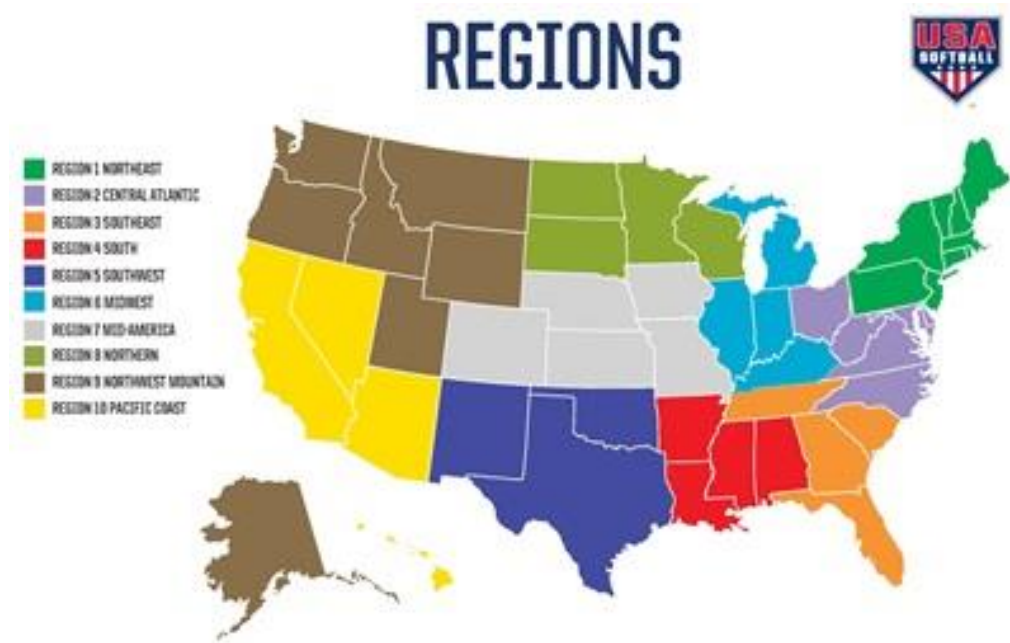 REGIONS
USA
SOFTBALL
REGION 1 NORTHEAST
REGION 2 CENTRAL ATLANTIC
REGION 3 SOUTHEAST
REGION 4 SOUTH
REGION 5 SOUTHWEST
REGION 6 MIDWEST
REGION 7 MID-AMERICA
REGION 8 NORTHERN
REGION 9 NORTHWEST MOUNTAIN
REGION 10 PACIFIC COAST